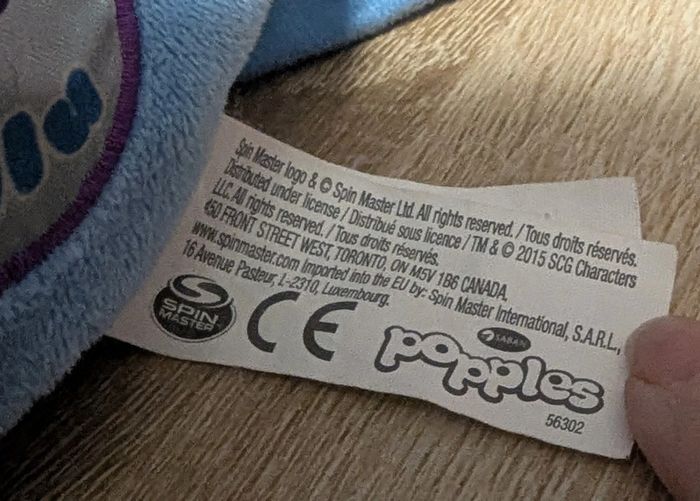 Spin Master logo & © Spin Master Ltd. All rights reserved. / Tous droits réservés.
Distributed under license / Distribué sous licence / TM & © 2015 SCG Characters
LLC. All rights reserved. / Tous droits réservés.
450 FRONT STREET WEST, TORONTO, ON M5V 1B6 CANADA
www.spinmaster.com Imported into the EU by: Spin Master International, S.A.R.L.,
16 Avenue Pasteur, L-2310, Luxembourg.
SPIN
MASTER
CE
SABAN
popples
56302